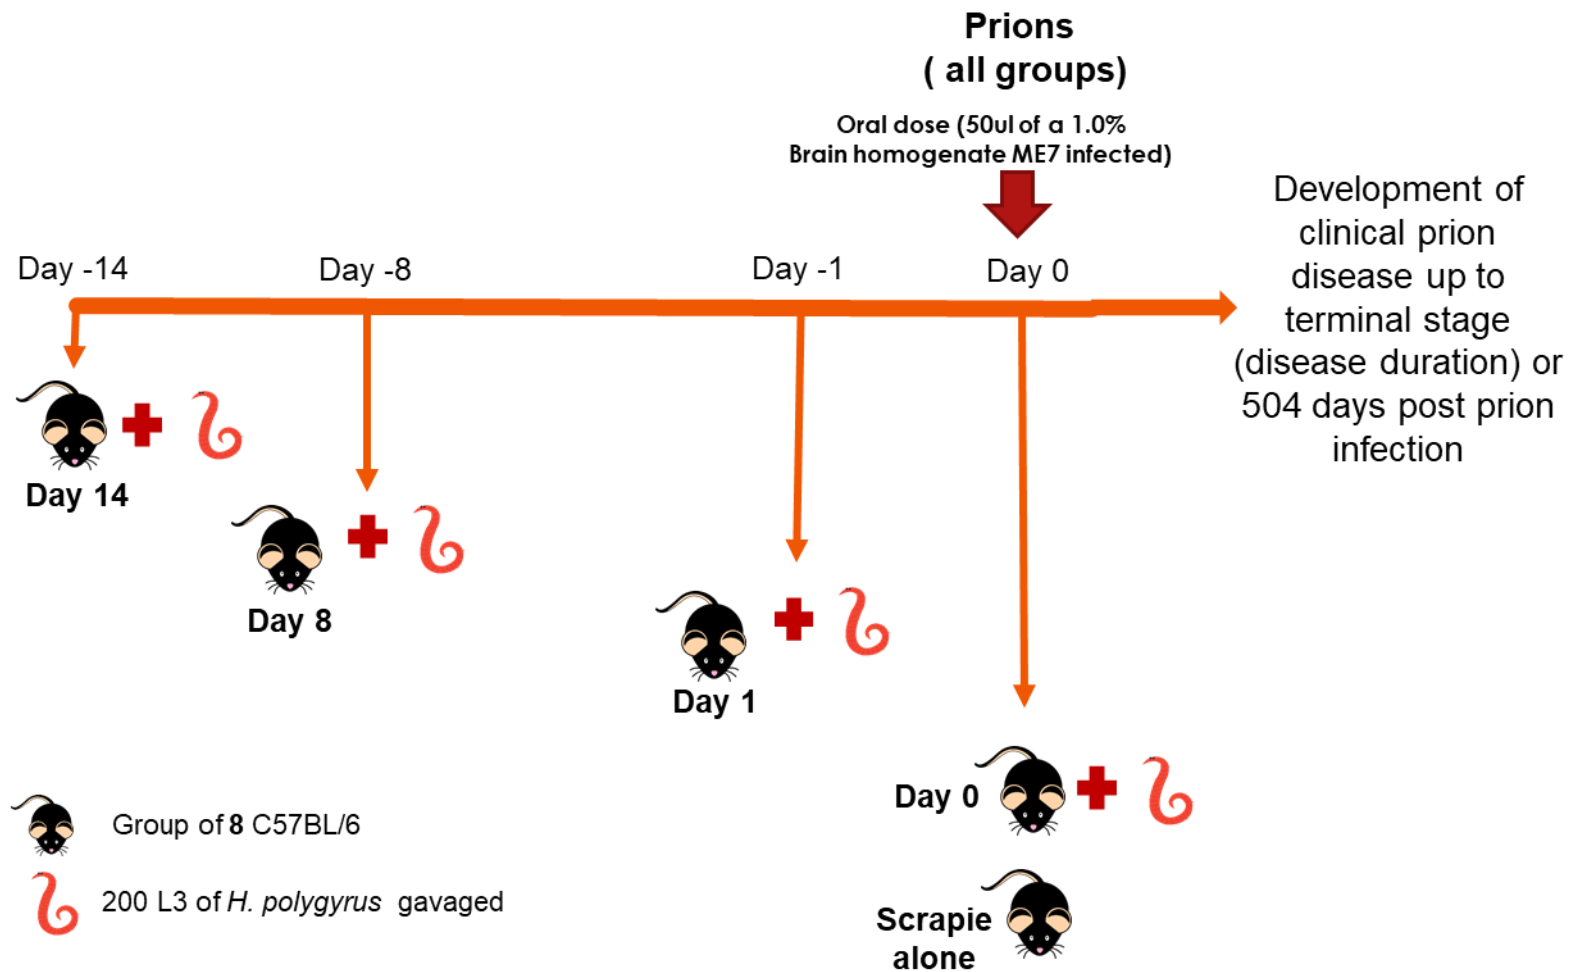 Prions
( all groups)
Oral dose (50ul of a 1.0%
Brain homogenate ME7 infected)
Day -14
Day -8
Day -1
Day 0
Development of
clinical prion
disease up to
terminal stage
(disease duration) or
504 days post prion
infection
Day 14
Day 8
Day 1
Day 0
Scrapie
alone
Group of 8 C57BL/6
200 L3 of H. polygyrus gavaged